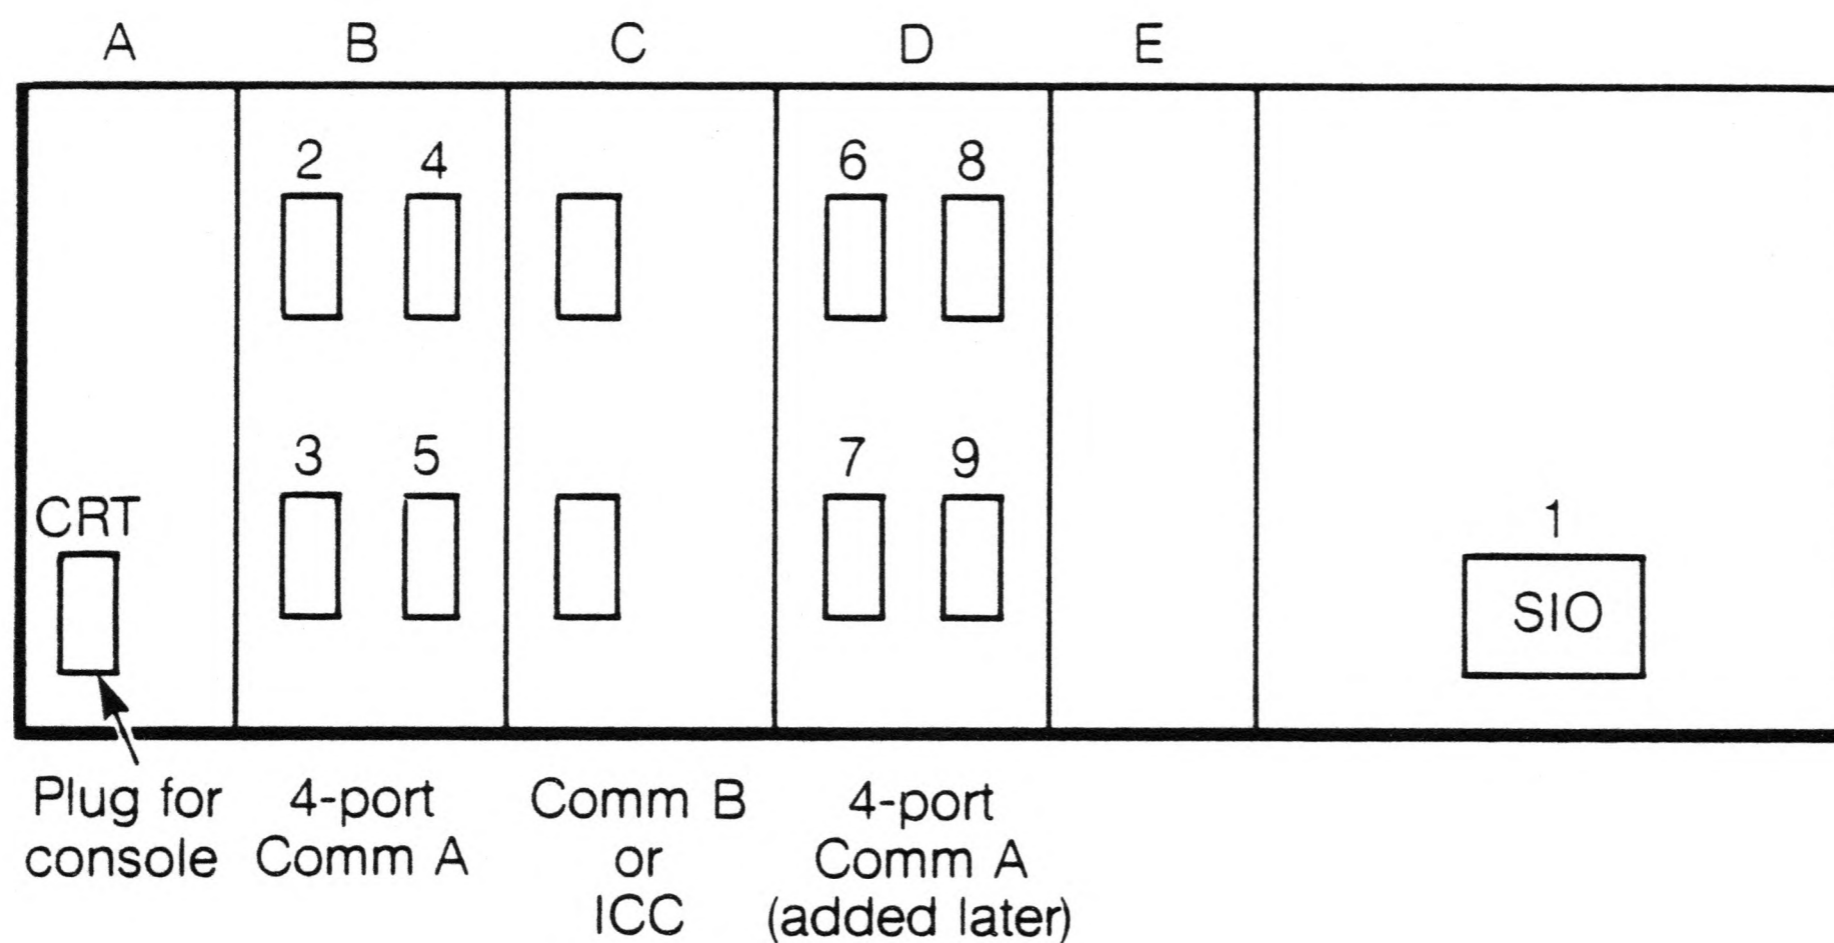 A B C D E
2 4 6 8
3 5 7 9
CRT 1
SIO
Plug for 4-port Comm B 4-port
console Comm A or Comm A
ICC (added later)